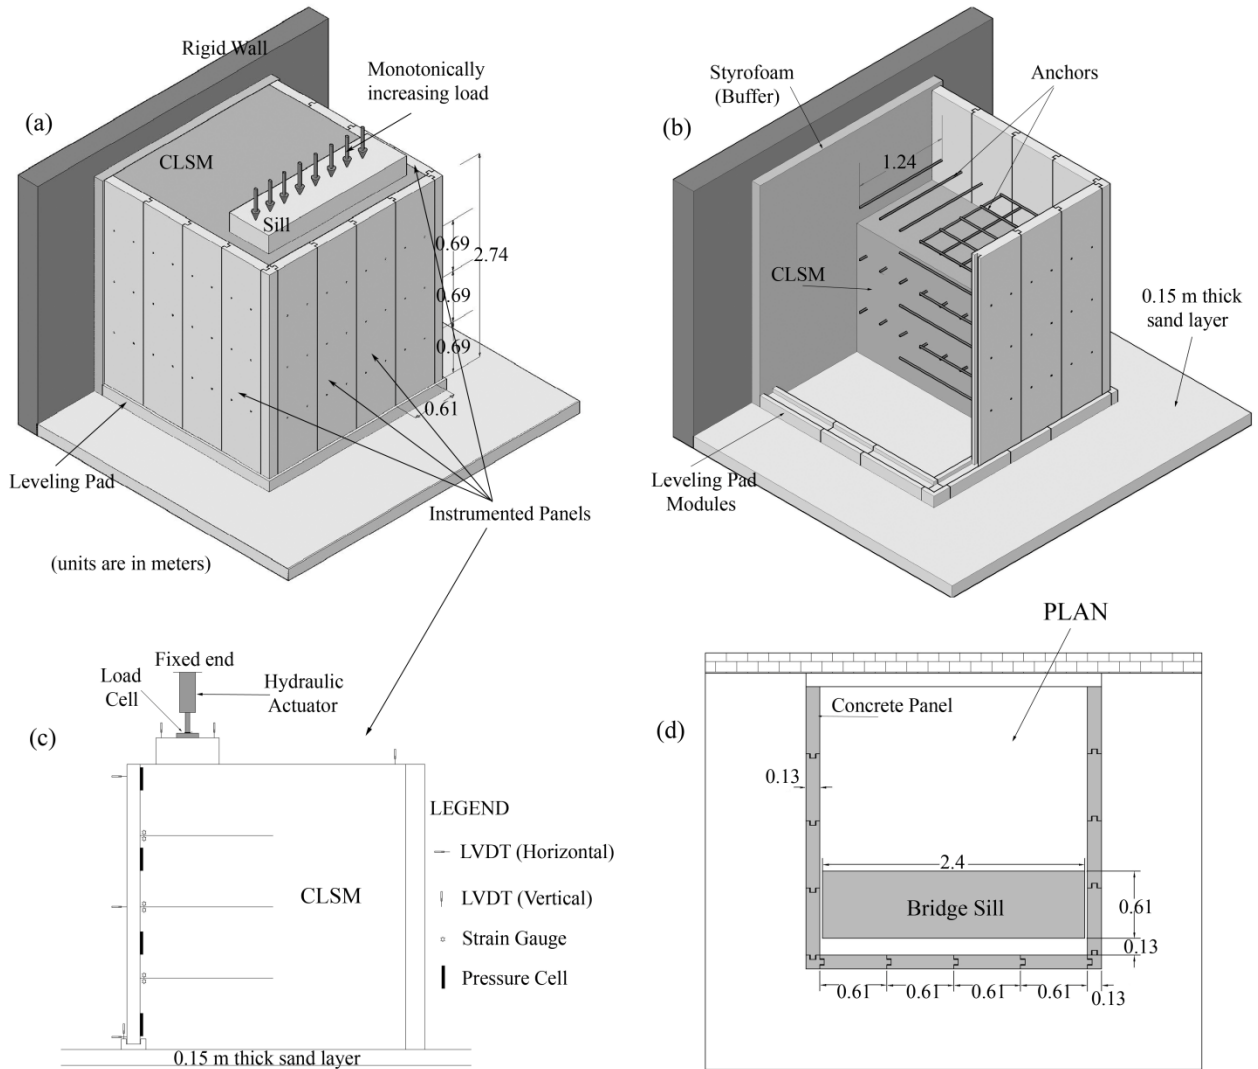 (a)
Rigid Wall
Monotonically
increasing load
CLSM
Sill
0.69
2.74
0.69
0.69
0.61
Leveling Pad
Instrumented Panels
(units are in meters)
(b)
Styrofoam
(Buffer)
Anchors
1.24
CLSM
0.15 m thick
sand layer
Leveling Pad
Modules
(c)
Fixed end
Load
Cell
Hydraulic
Actuator
CLSM
0.15 m thick sand layer
LEGEND
LVDT (Horizontal)
LVDT (Vertical)
Strain Gauge
Pressure Cell
(d)
PLAN
Concrete Panel
0.13
2.4
Bridge Sill
0.61
0.13
0.61
0.61
0.61
0.61
0.13